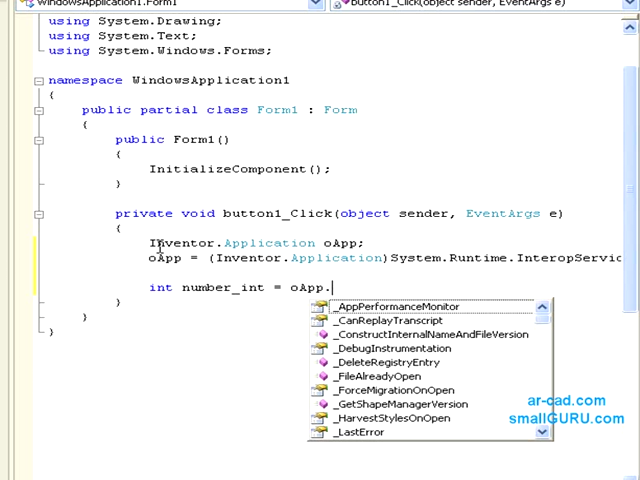 WindowsApplication1.Form1
button1_Click(object sender, EventArgs e)
using System.Drawing;
using System.Text;
using System.Windows.Forms;
namespace WindowsApplication1
{
public partial class Form1 : Form
{
public Form1()
{
InitializeComponent();
}
private void button1_Click(object sender, EventArgs e)
{
Inventor.Application oApp;
oApp = (Inventor.Application)System.Runtime.InteropServic
int number_int = oApp.
_AppPerformanceMonitor
_CanReplayTranscript
_ConstructInternalNameAndFileVersion
_DebugInstrumentation
_DeleteRegistryEntry
_FileAlreadyOpen
_ForceMigrationOnOpen
_GetShapeManagerVersion
_HarvestStylesOnOpen
_LastError
}
}
}
ar-cad.com
smallGURU.com